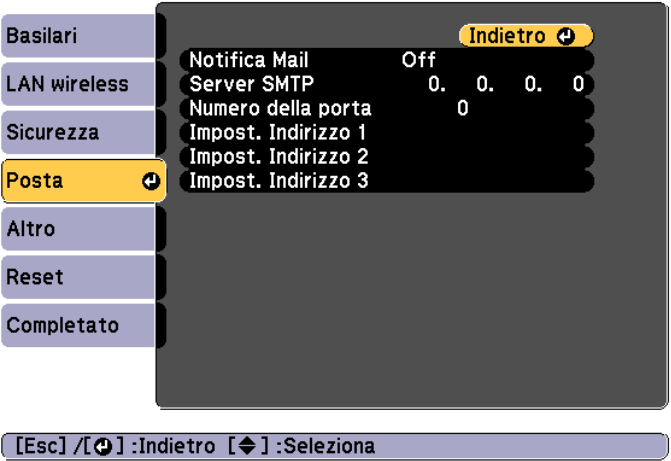 Basilari
LAN wireless
Sicurezza
Posta
Altro
Reset
Completato
Indietro
Notifica Mail Off
Server SMTP 0. 0. 0. 0
Numero della porta 0
Impost. Indirizzo 1
Impost. Indirizzo 2
Impost. Indirizzo 3
[Esc] /[⏎] :Indietro [◆] :Seleziona